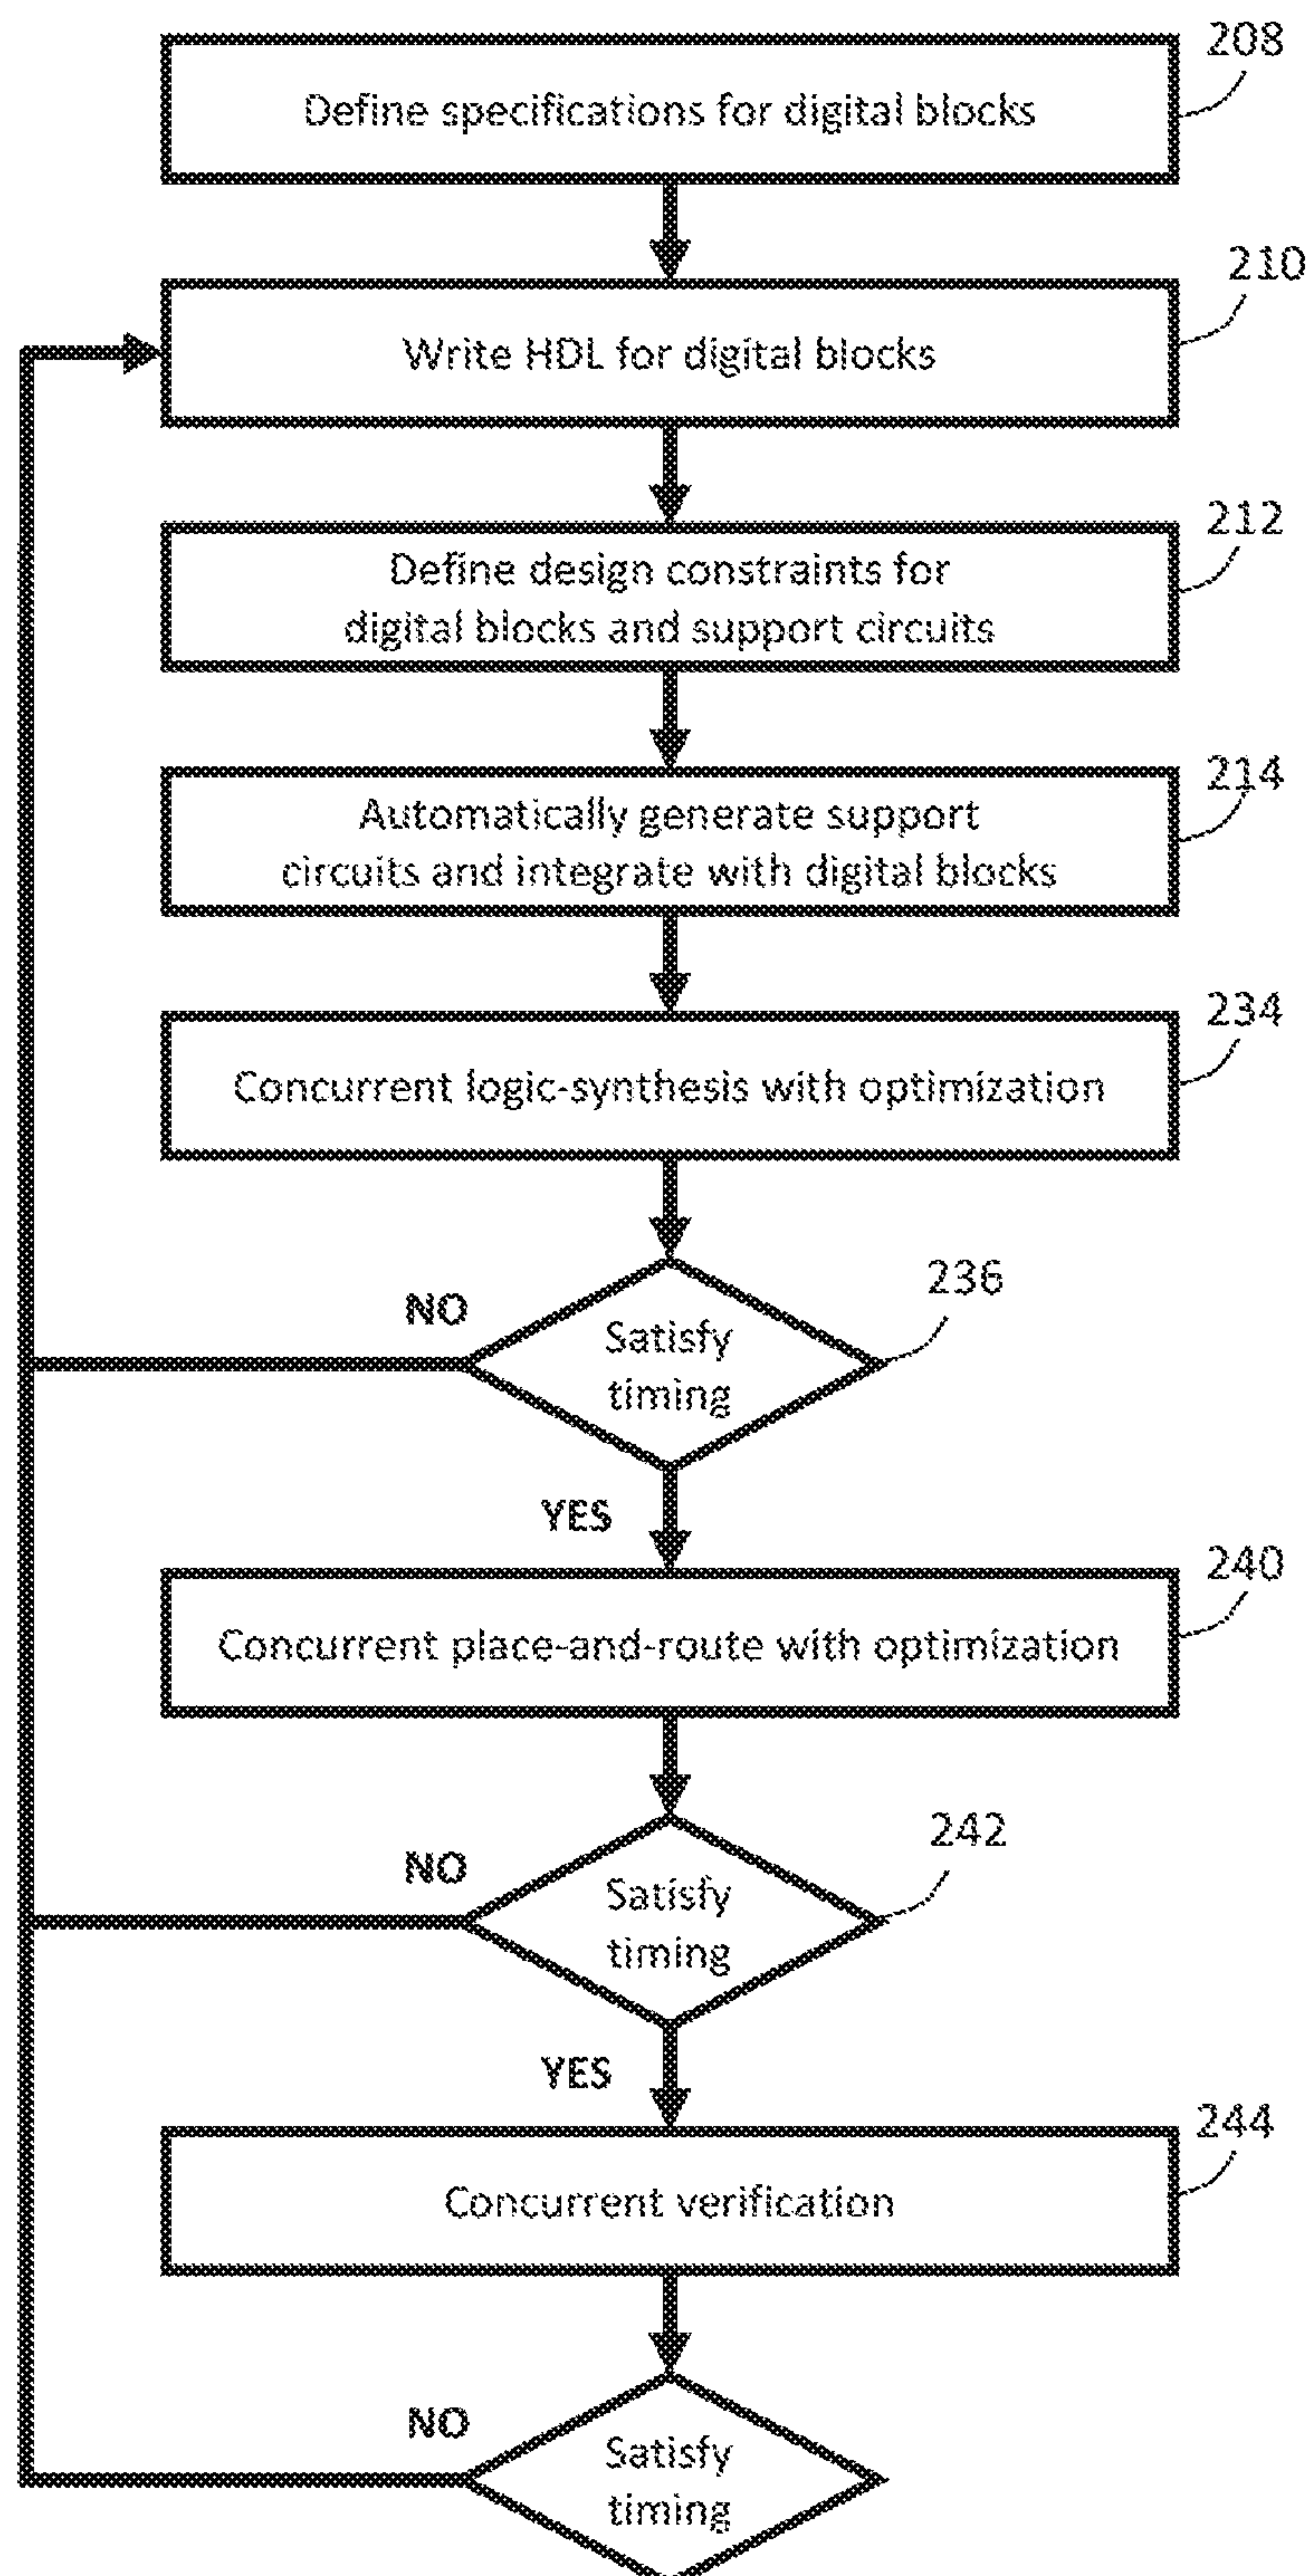 208
Define specifications for digital blocks
210
Write HDL for digital blocks
212
Define design constraints for
digital blocks and support circuits
214
Automatically generate support
circuits and integrate with digital blocks
234
Concurrent logic-synthesis with optimization
236
NO
Satisfy
timing
YES
240
Concurrent place-and-route with optimization
242
NO
Satisfy
timing
YES
244
Concurrent verification
NO
Satisfy
timing